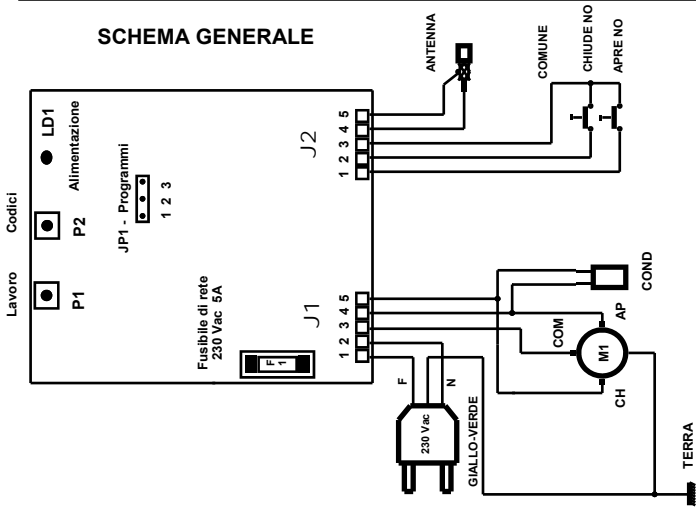 SCHEMA GENERALE
Lavoro
Codici
P1
P2
LD1
Alimentazione
JP1 - Programmi
1 2 3
Fusibile di rete
230 Vac 5A
F 1
J1
1 2 3 4 5
J2
1 2 3 4 5
ANTENNA
COMUNE
CHIUDE NO
APRE NO
F
N
230 Vac
GIALLO-VERDE
COM
CH
AP
M1
COND
TERRA